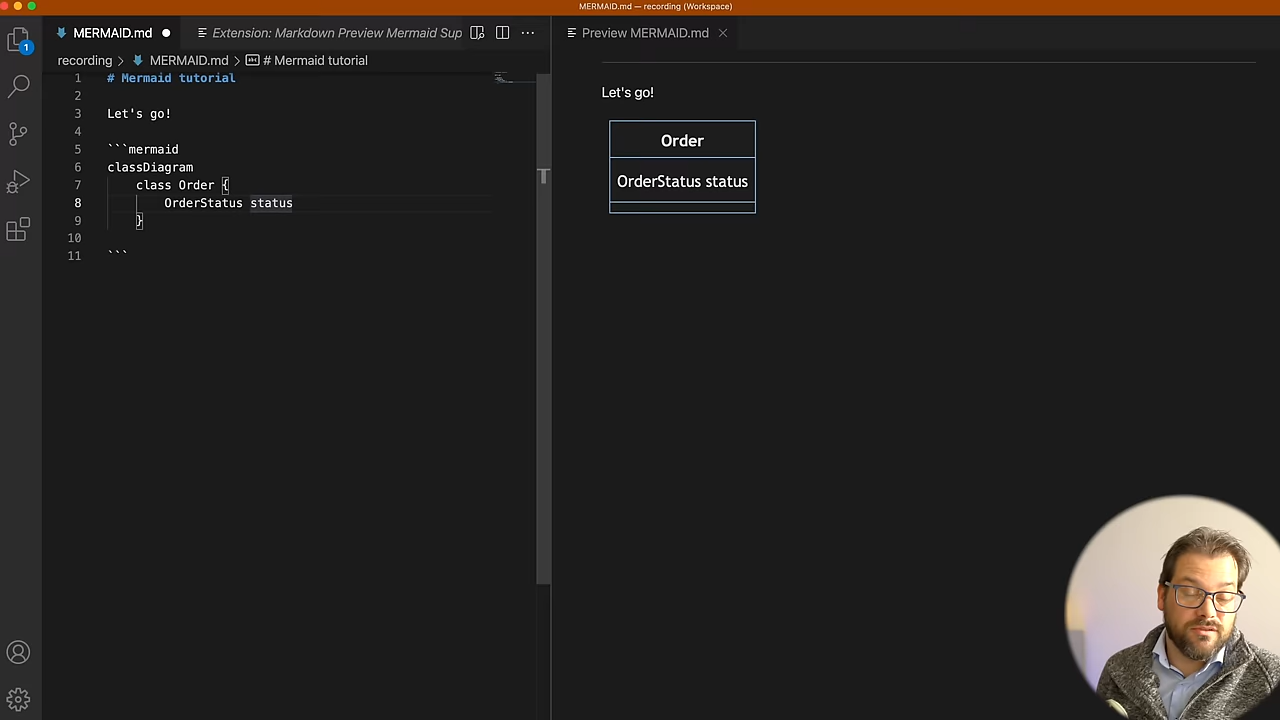 MERMAID.md — recording (Workspace)
MERMAID.md
Extension: Markdown Preview Mermaid Sup
Preview MERMAID.md
1
recording > MERMAID.md > # Mermaid tutorial
1 # Mermaid tutorial
2
3 Let's go!
4
5 ```mermaid
6 classDiagram
7 class Order {
8 OrderStatus status
9 }
10
11 ```
Let's go!
Order
OrderStatus status